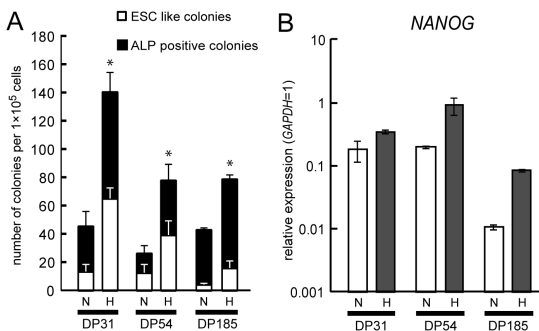 A
ESC like colonies
ALP positive colonies
number of colonies per 1×10⁵ cells
180
160
140
120
100
80
60
40
20
0
*
*
*
N H N H N H
DP31 DP54 DP185
B
NANOG
relative expression (GAPDH=1)
10
1
0.1
0.01
0.001
N H N H N H
DP31 DP54 DP185